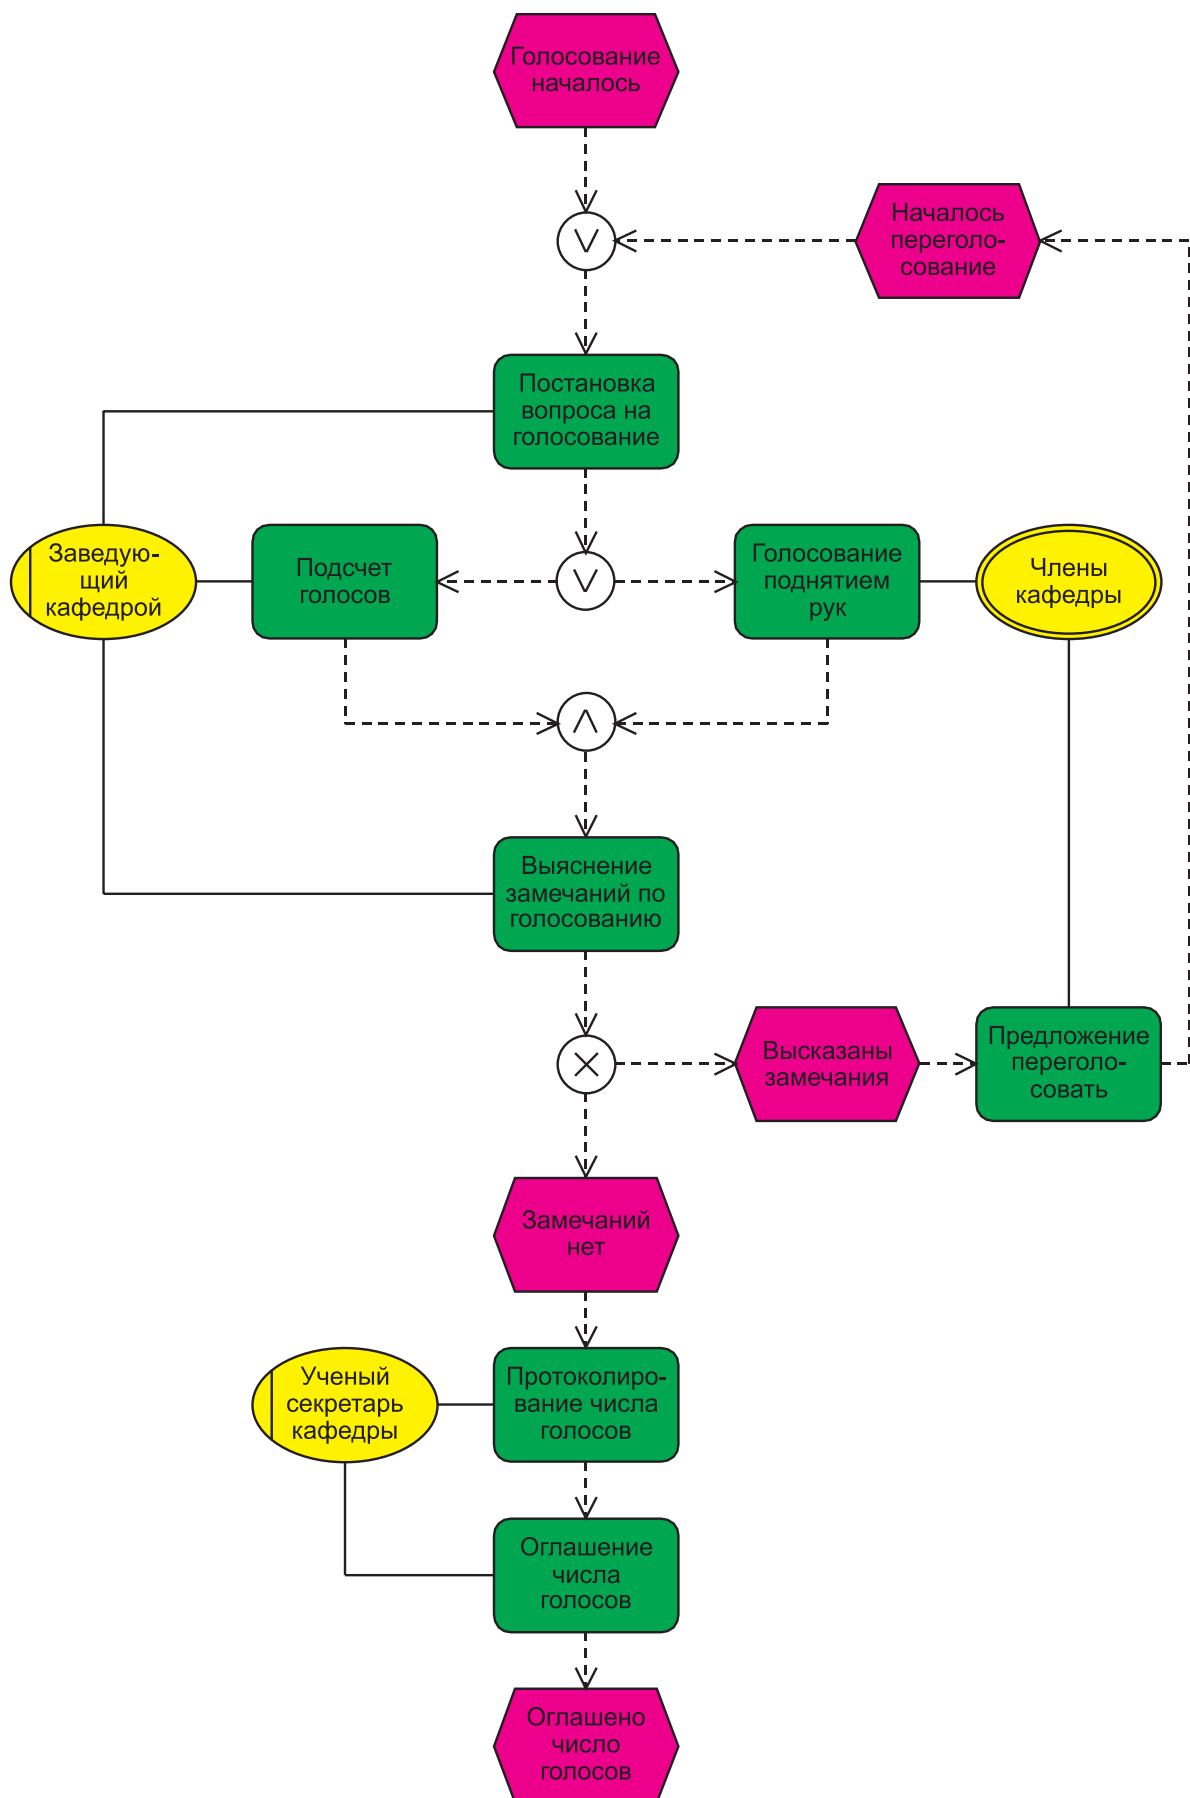 Голосование
началось
Началось
переголо-
сование
Постановка
вопроса на
голосование
Заведую-
щий
кафедрой
Подсчет
голосов
Голосование
поднятием
рук
Члены
кафедры
Выяснение
замечаний по
голосованию
Высказаны
замечания
Предложение
переголо-
совать
Замечаний
нет
Ученый
секретарь
кафедры
Протоколиро-
вание числа
голосов
Оглашение
числа
голосов
Оглашено
число
голосов